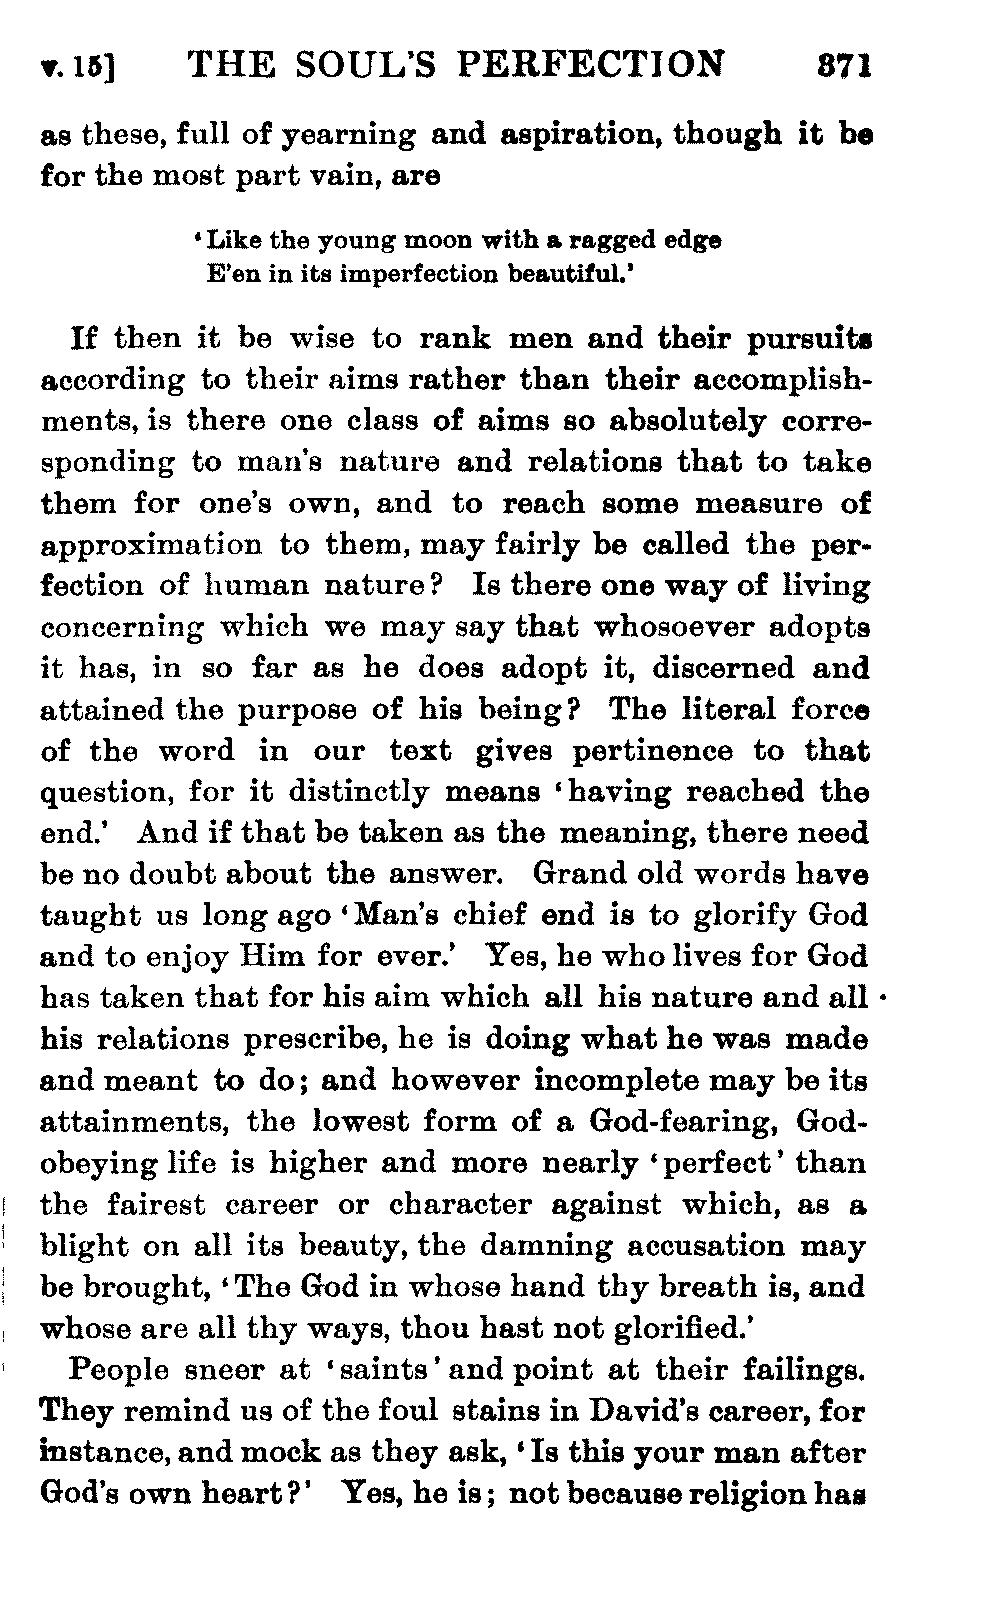 v. 15] THE SOUL'S PERFECTION 371
as these, full of yearning and aspiration, though it be
for the most part vain, are
‘Like the young moon with a ragged edge
E’en in its imperfection beautiful.’
If then it be wise to rank men and their pursuits
according to their aims rather than their accomplish-
ments, is there one class of aims so absolutely corre-
sponding to man’s nature and relations that to take
them for one’s own, and to reach some measure of
approximation to them, may fairly be called the per-
fection of human nature? Is there one way of living
concerning which we may say that whosoever adopts
it has, in so far as he does adopt it, discerned and
attained the purpose of his being? The literal force
of the word in our text gives pertinence to that
question, for it distinctly means ‘having reached the
end.’ And if that be taken as the meaning, there need
be no doubt about the answer. Grand old words have
taught us long ago ‘Man’s chief end is to glorify God
and to enjoy Him for ever.’ Yes, he who lives for God
has taken that for his aim which all his nature and all
his relations prescribe, he is doing what he was made
and meant to do; and however incomplete may be its
attainments, the lowest form of a God-fearing, God-
obeying life is higher and more nearly ‘perfect’ than
the fairest career or character against which, as a
blight on all its beauty, the damning accusation may
be brought, ‘The God in whose hand thy breath is, and
whose are all thy ways, thou hast not glorified.’
People sneer at ‘saints’ and point at their failings.
They remind us of the foul stains in David’s career, for
instance, and mock as they ask, ‘Is this your man after
God’s own heart?’ Yes, he is; not because religion has